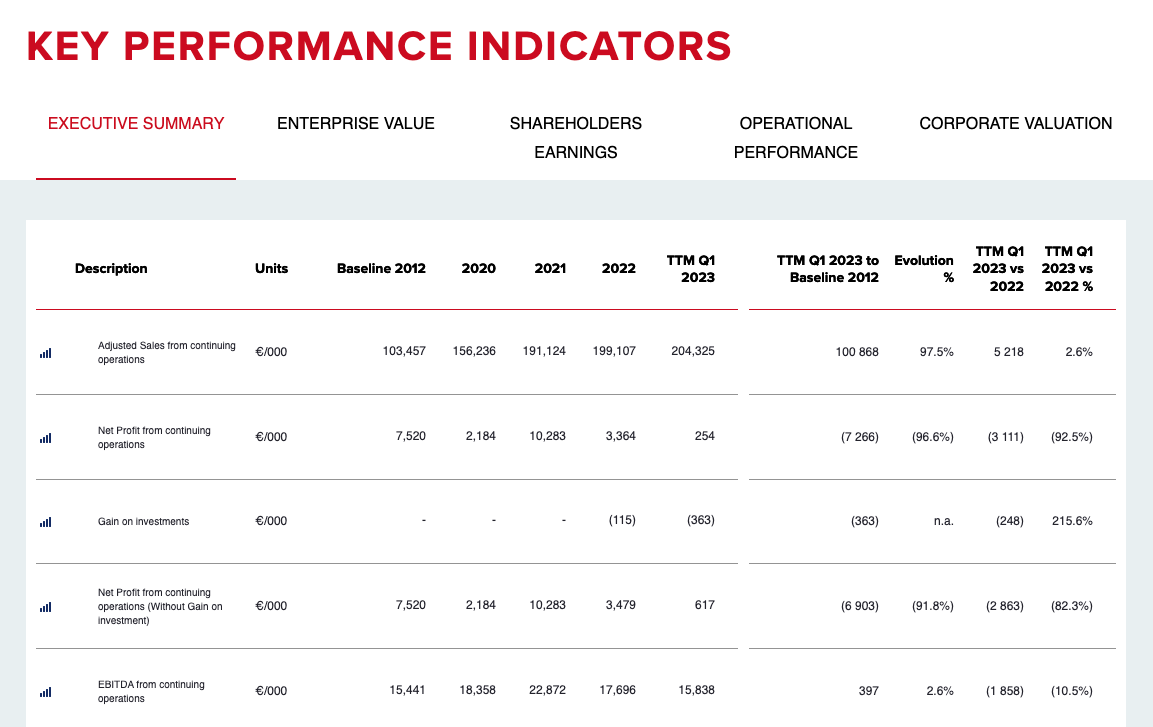 KEY PERFORMANCE INDICATORS
EXECUTIVE SUMMARY ENTERPRISE VALUE SHAREHOLDERS EARNINGS OPERATIONAL PERFORMANCE CORPORATE VALUATION
Description Units Baseline 2012 2020 2021 2022 TTM Q1 2023 TTM Q1 2023 to Baseline 2012 Evolution % TTM Q1 2023 vs 2022 TTM Q1 2023 vs 2022 %
Adjusted Sales from continuing operations €/000 103,457 156,236 191,124 199,107 204,325 100 868 97.5% 5 218 2.6%
Net Profit from continuing operations €/000 7,520 2,184 10,283 3,364 254 (7 266) (96.6%) (3 111) (92.5%)
Gain on investments €/000 - - - (115) (363) (363) n.a. (248) 215.6%
Net Profit from continuing operations (Without Gain on investment) €/000 7,520 2,184 10,283 3,479 617 (6 903) (91.8%) (2 863) (82.3%)
EBITDA from continuing operations €/000 15,441 18,358 22,872 17,696 15,838 397 2.6% (1 858) (10.5%)